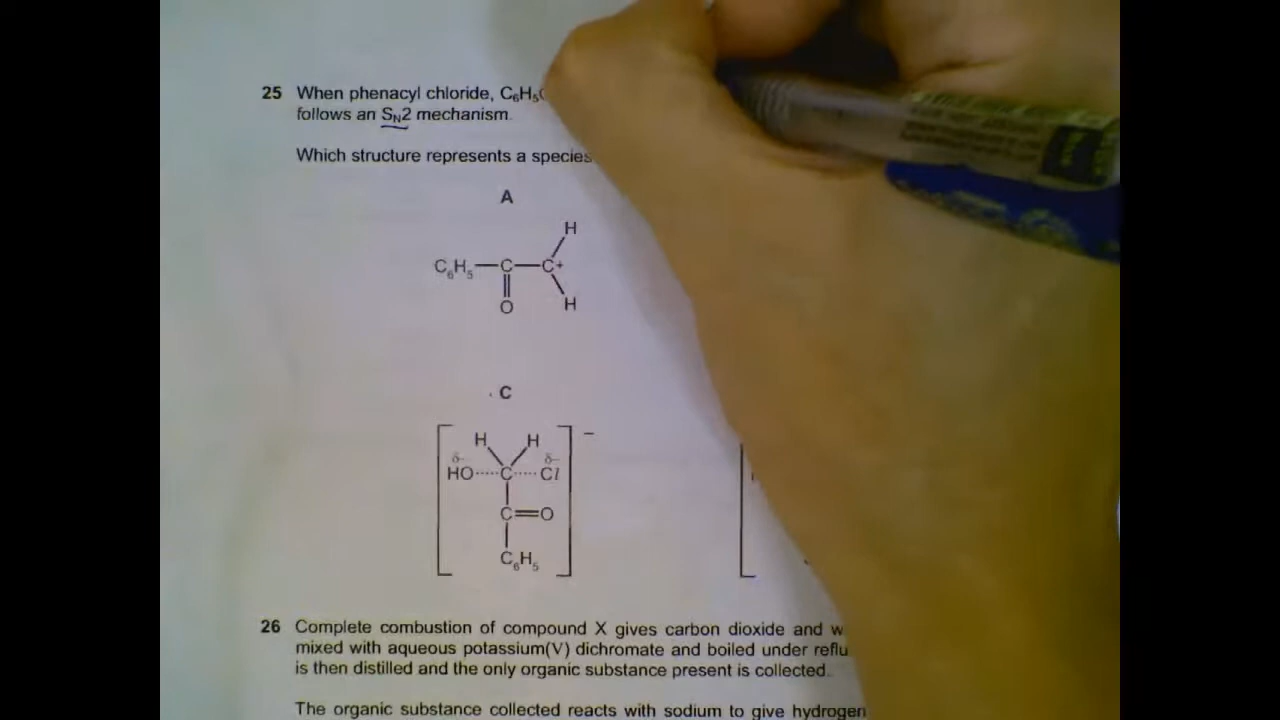 25 When phenacyl chloride, C₆H₅
follows an SN2 mechanism.
Which structure represents a species
A
H
C₆H₅ C C+
O H
C
H H
δ- δ-
HO C Cl
C=O
C₆H₅
26 Complete combustion of compound X gives carbon dioxide and
mixed with aqueous potassium(V) dichromate and boiled under
is then distilled and the only organic substance present is collected.
The organic substance collected reacts with sodium to give hydrogen